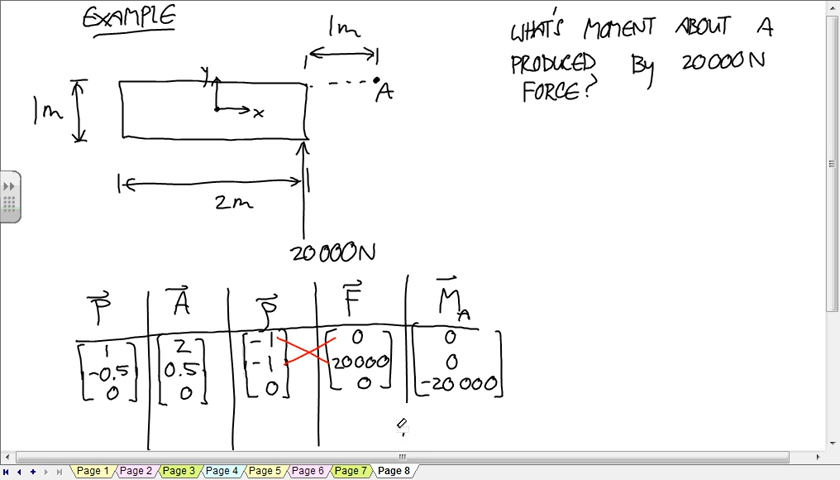 EXAMPLE
WHAT'S MOMENT ABOUT A
PRODUCED BY 20000N
FORCE?
1m
A
y
x
1m
2m
20000N
P A ρ F M_A
1 2 -1 0 0
-0.5 0.5 -1 20000 0
0 0 0 0 -20000
Page 1 Page 2 Page 3 Page 4 Page 5 Page 6 Page 7 Page 8